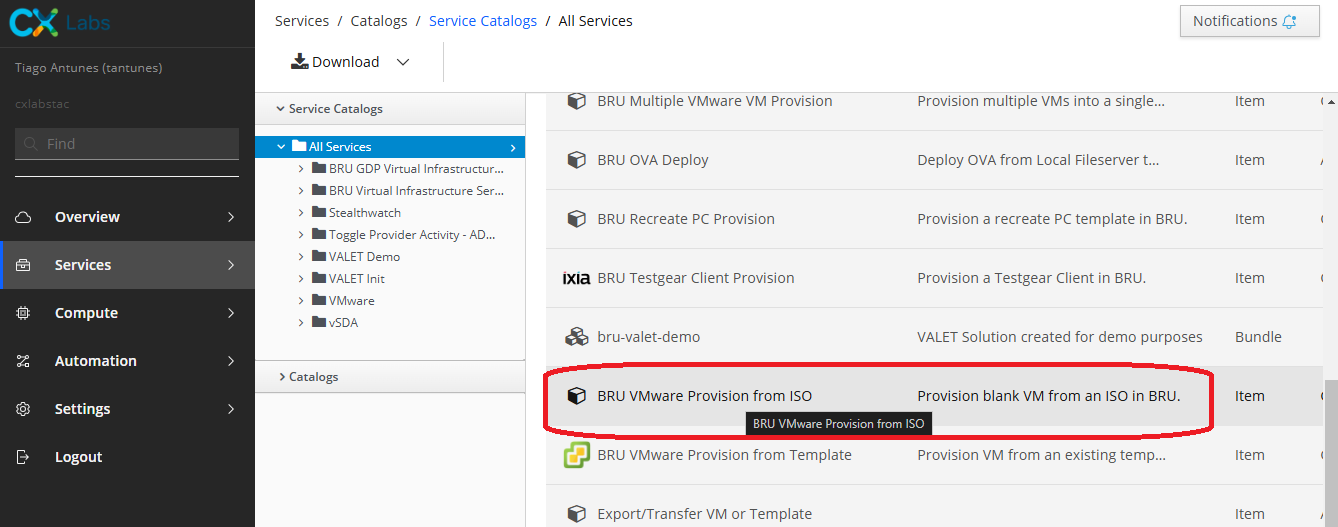 CX Labs
Tiago Antunes (tantunes)
cxlabstac
Find
Overview
Services
Compute
Automation
Settings
Logout
Services / Catalogs / Service Catalogs / All Services
Notifications
Download
Service Catalogs
All Services
BRU GDP Virtual Infrastructur...
BRU Virtual Infrastructure Ser...
Stealthwatch
Toggle Provider Activity - AD...
VALET Demo
VALET Init
VMware
vSDA
Catalogs
BRU Multiple VMware VM Provision Provision multiple VMs into a single... Item
BRU OVA Deploy Deploy OVA from Local Fileserver t... Item
BRU Recreate PC Provision Provision a recreate PC template in BRU. Item
ixia BRU Testgear Client Provision Provision a Testgear Client in BRU. Item
bru-valet-demo VALET Solution created for demo purposes Bundle
BRU VMware Provision from ISO Provision blank VM from an ISO in BRU. Item
BRU VMware Provision from ISO
BRU VMware Provision from Template Provision VM from an existing temp... Item
Export/Transfer VM or Template Item